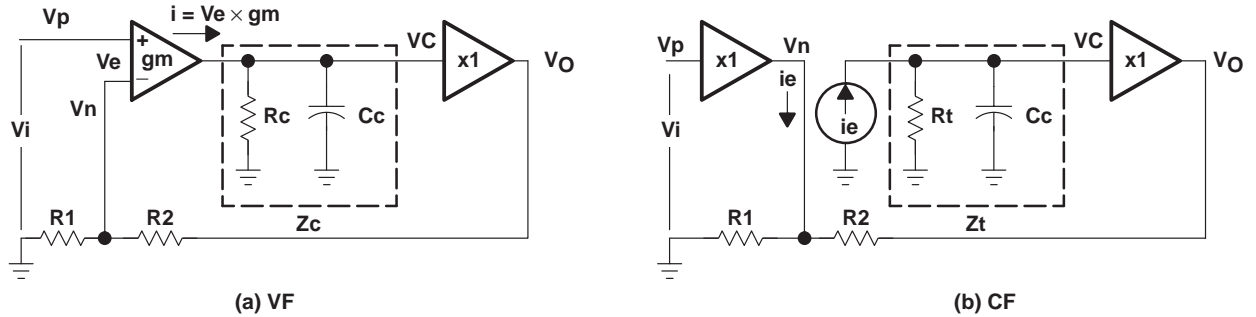 i = Ve × gm
Vp
+
gm
Ve
–
Vn
Vi
VC
x1
VO
Rc
Cc
R1
R2
Zc
(a) VF
Vp
x1
Vn
ie
Vi
ie
VC
x1
VO
Rt
Cc
R1
R2
Zt
(b) CF